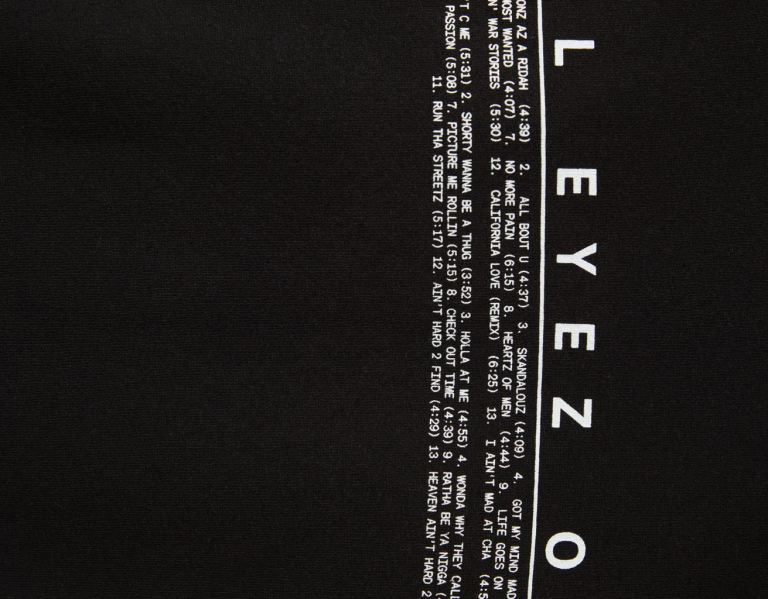 L EYEZ O
ONZ AZ A RIDAH (4:39) 2. ALL BOUT U (4:37) 3. SKANDALOUZ (4:09) 4. GOT MY MIND MAD
OST WANTED (4:07) 7. NO MORE PAIN (6:15) 8. HEARTZ OF MEN (4:44) 9. LIFE GOES ON
N' WAR STORIES (5:30) 12. CALIFORNIA LOVE (REMIX) (6:25) 13. I AIN'T MAD AT CHA (4:5
'T C ME (5:31) 2. SHORTY WANNA BE A THUG (3:52) 3. HOLLA AT ME (4:55) 4. WONDA WHY THEY CALL
PASSION (5:08) 7. PICTURE ME ROLLIN (5:15) 8. CHECK OUT TIME (4:39) 9. RATHA BE YA NIGGA (4
11. RUN THA STREETZ (5:17) 12. AIN'T HARD 2 FIND (4:29) 13. HEAVEN AIN'T HARD 2